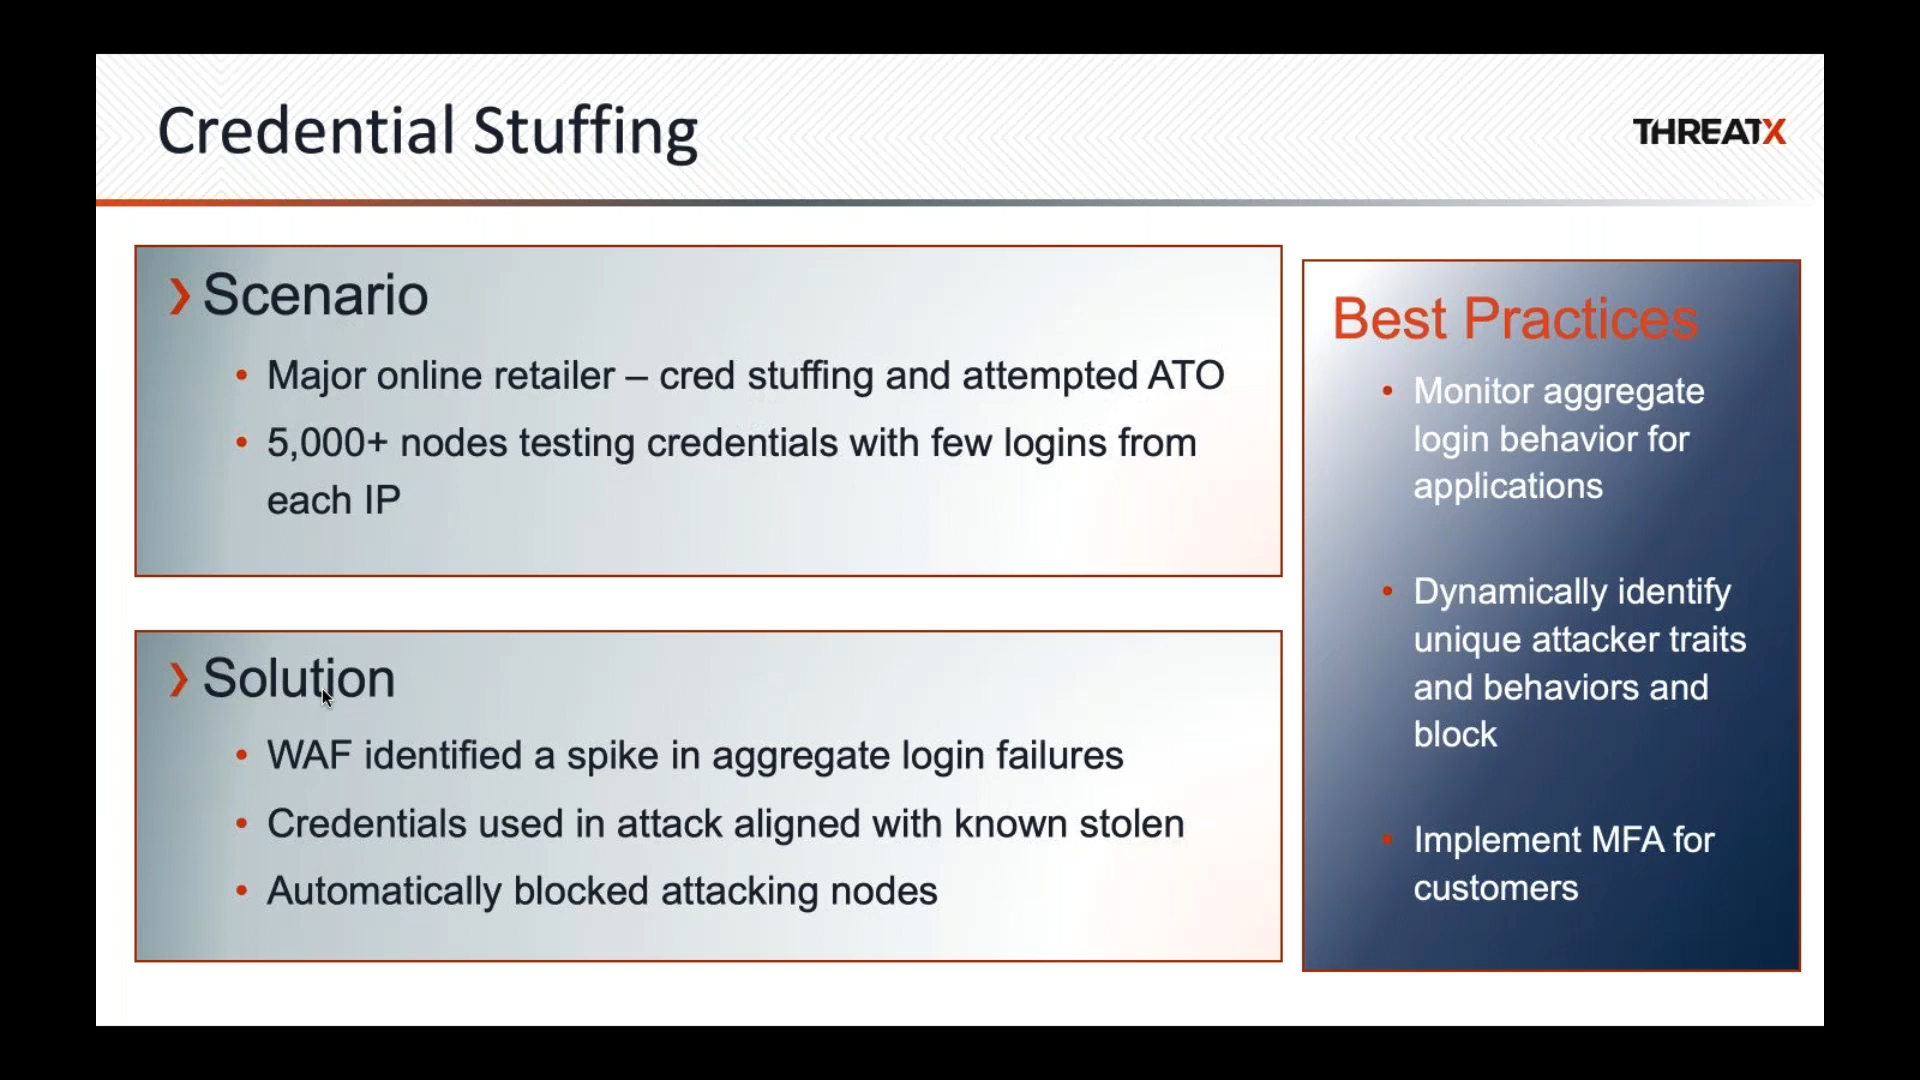 Credential Stuffing
THREATX
❯ Scenario
• Major online retailer – cred stuffing and attempted ATO
• 5,000+ nodes testing credentials with few logins from
each IP
❯ Solution
• WAF identified a spike in aggregate login failures
• Credentials used in attack aligned with known stolen
• Automatically blocked attacking nodes
Best Practices
• Monitor aggregate
login behavior for
applications
• Dynamically identify
unique attacker traits
and behaviors and
block
• Implement MFA for
customers